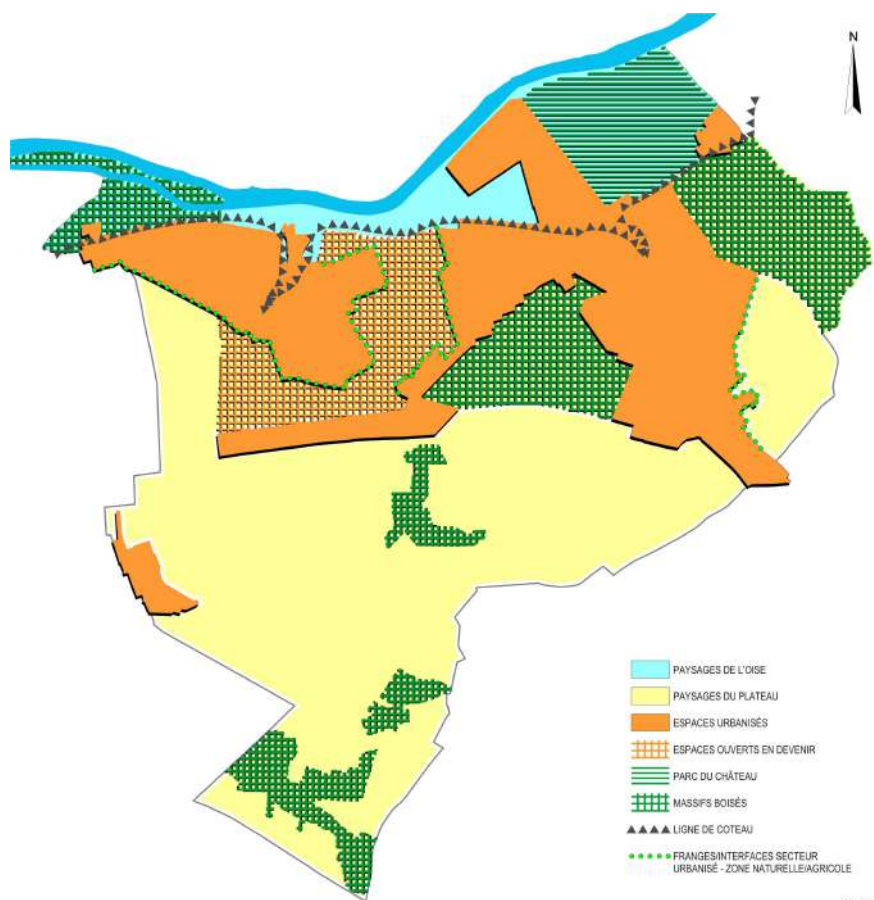 N
PAYSAGES DE L'OISE
PAYSAGES DU PLATEAU
ESPACES URBANISÉS
ESPACES OUVERTS EN DEVENIR
PARC DU CHÂTEAU
MASSIFS BOISÉS
LIGNE DE COTEAU
FRANGES/INTERFACES SECTEUR
URBANISÉ - ZONE NATURELLE/AGRICOLE